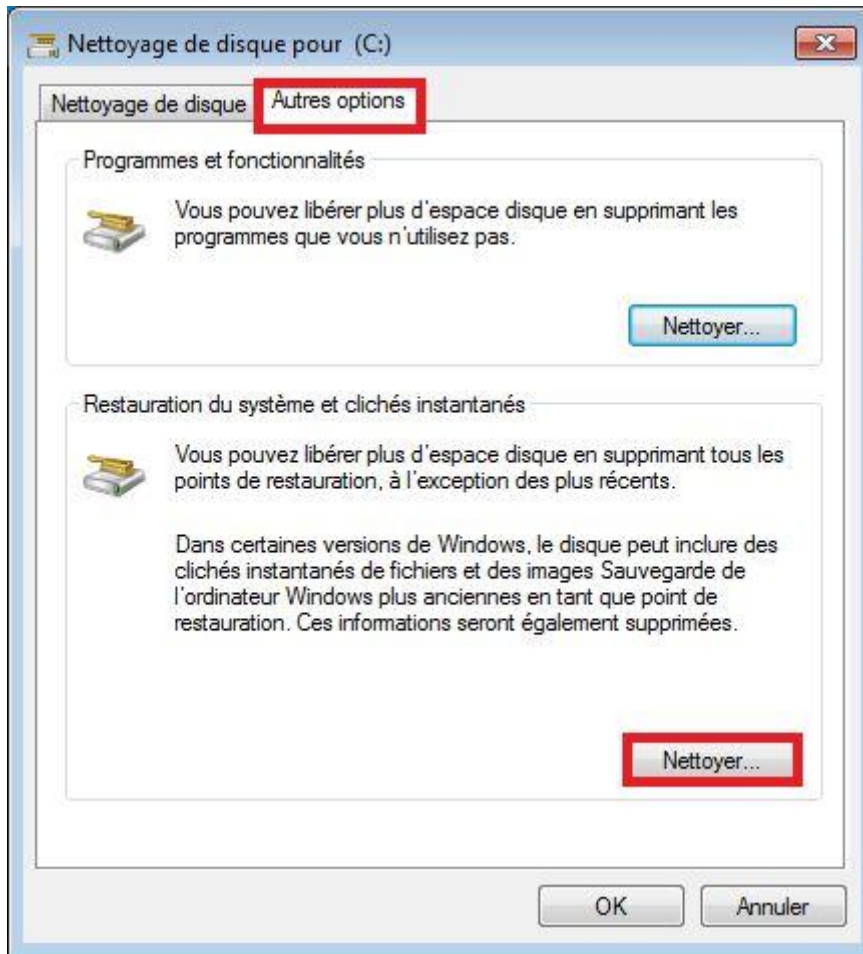 Nettoyage de disque pour (C:)
Nettoyage de disque
Autres options
Programmes et fonctionnalités
Vous pouvez libérer plus d'espace disque en supprimant les
programmes que vous n'utilisez pas.
Nettoyer...
Restauration du système et clichés instantanés
Vous pouvez libérer plus d'espace disque en supprimant tous les
points de restauration, à l'exception des plus récents.
Dans certaines versions de Windows, le disque peut inclure des
clichés instantanés de fichiers et des images Sauvegarde de
l'ordinateur Windows plus anciennes en tant que point de
restauration. Ces informations seront également supprimées.
Nettoyer...
OK
Annuler